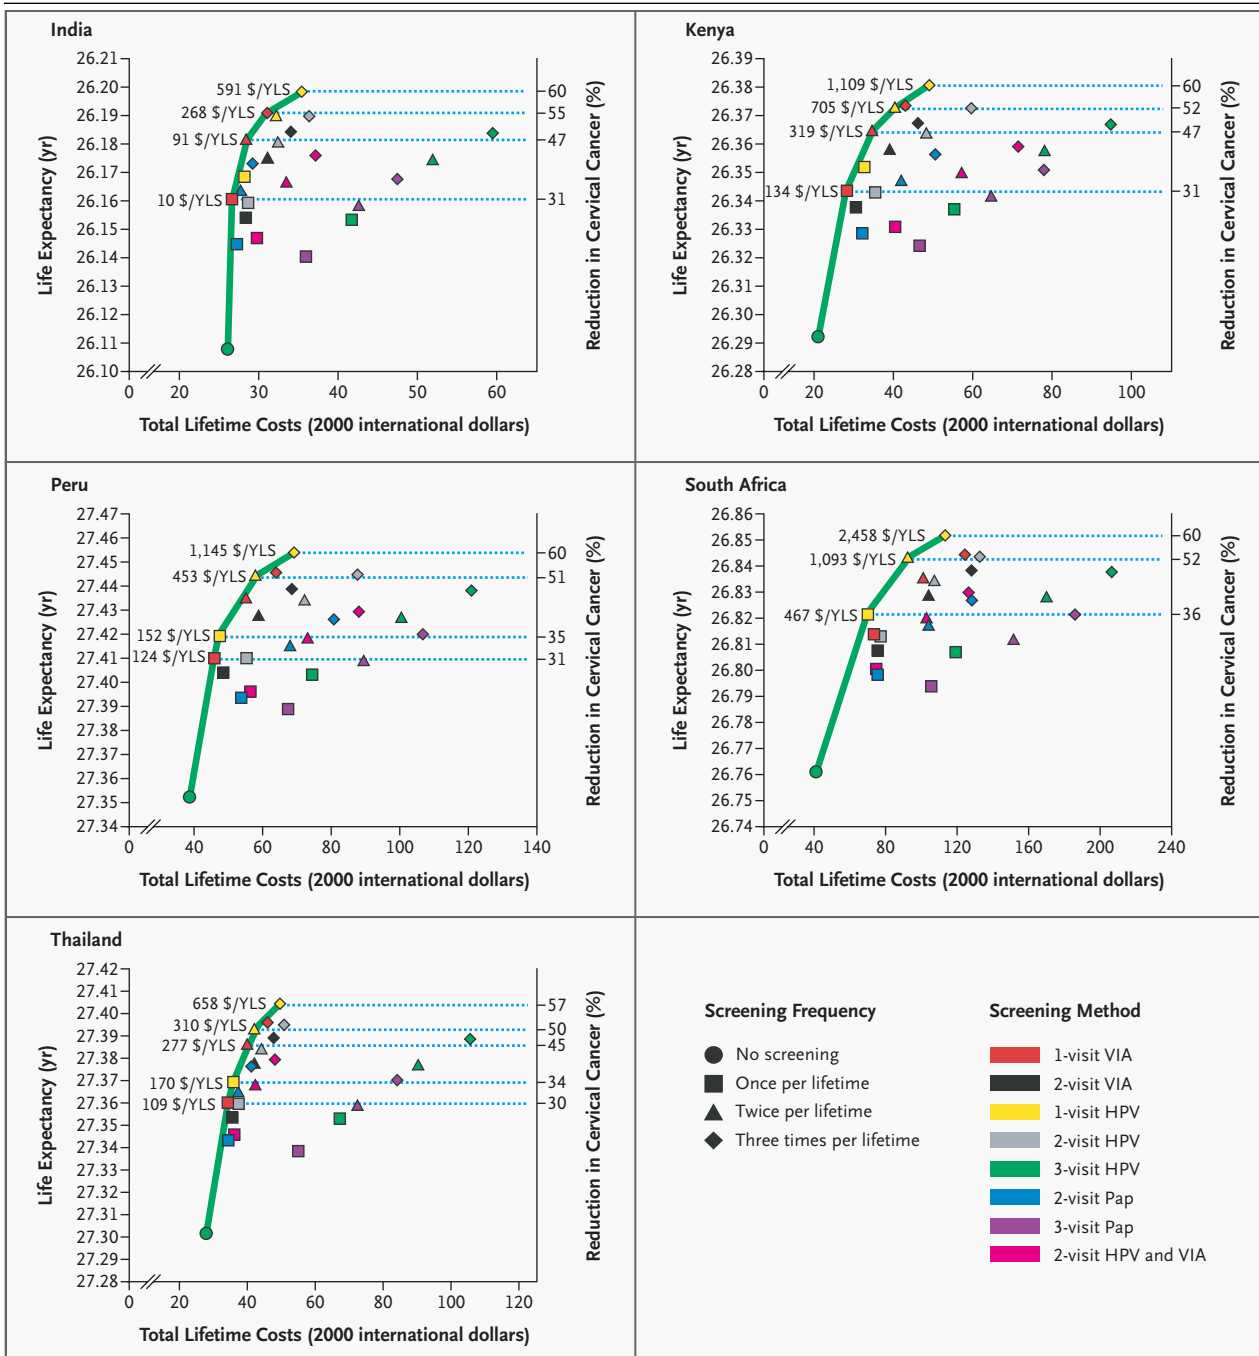 India
26.21
26.20
26.19
26.18
26.17
26.16
26.15
26.14
26.13
26.12
26.11
26.10
Life Expectancy (yr)
591 $/YLS
268 $/YLS
91 $/YLS
10 $/YLS
60
55
47
31
Reduction in Cervical Cancer (%)
0 20 30 40 50 60
Total Lifetime Costs (2000 international dollars)
Kenya
26.39
26.38
26.37
26.36
26.35
26.34
26.33
26.32
26.31
26.30
26.29
26.28
Life Expectancy (yr)
1,109 $/YLS
705 $/YLS
319 $/YLS
134 $/YLS
60
52
47
31
Reduction in Cervical Cancer (%)
0 20 40 60 80 100
Total Lifetime Costs (2000 international dollars)
Peru
27.47
27.46
27.45
27.44
27.43
27.42
27.41
27.40
27.39
27.38
27.37
27.36
27.35
27.34
Life Expectancy (yr)
1,145 $/YLS
453 $/YLS
152 $/YLS
124 $/YLS
60
51
35
31
Reduction in Cervical Cancer (%)
0 40 60 80 100 120 140
Total Lifetime Costs (2000 international dollars)
South Africa
26.86
26.85
26.84
26.83
26.82
26.81
26.80
26.79
26.78
26.77
26.76
26.75
26.74
Life Expectancy (yr)
2,458 $/YLS
1,093 $/YLS
467 $/YLS
60
52
36
Reduction in Cervical Cancer (%)
0 40 80 120 160 200 240
Total Lifetime Costs (2000 international dollars)
Thailand
27.42
27.41
27.40
27.39
27.38
27.37
27.36
27.35
27.34
27.33
27.32
27.31
27.30
27.29
27.28
Life Expectancy (yr)
658 $/YLS
310 $/YLS
277 $/YLS
170 $/YLS
109 $/YLS
57
50
45
34
30
Reduction in Cervical Cancer (%)
0 20 40 60 80 100 120
Total Lifetime Costs (2000 international dollars)
Screening Frequency
No screening
Once per lifetime
Twice per lifetime
Three times per lifetime
Screening Method
1-visit VIA
2-visit VIA
1-visit HPV
2-visit HPV
3-visit HPV
2-visit Pap
3-visit Pap
2-visit HPV and VIA